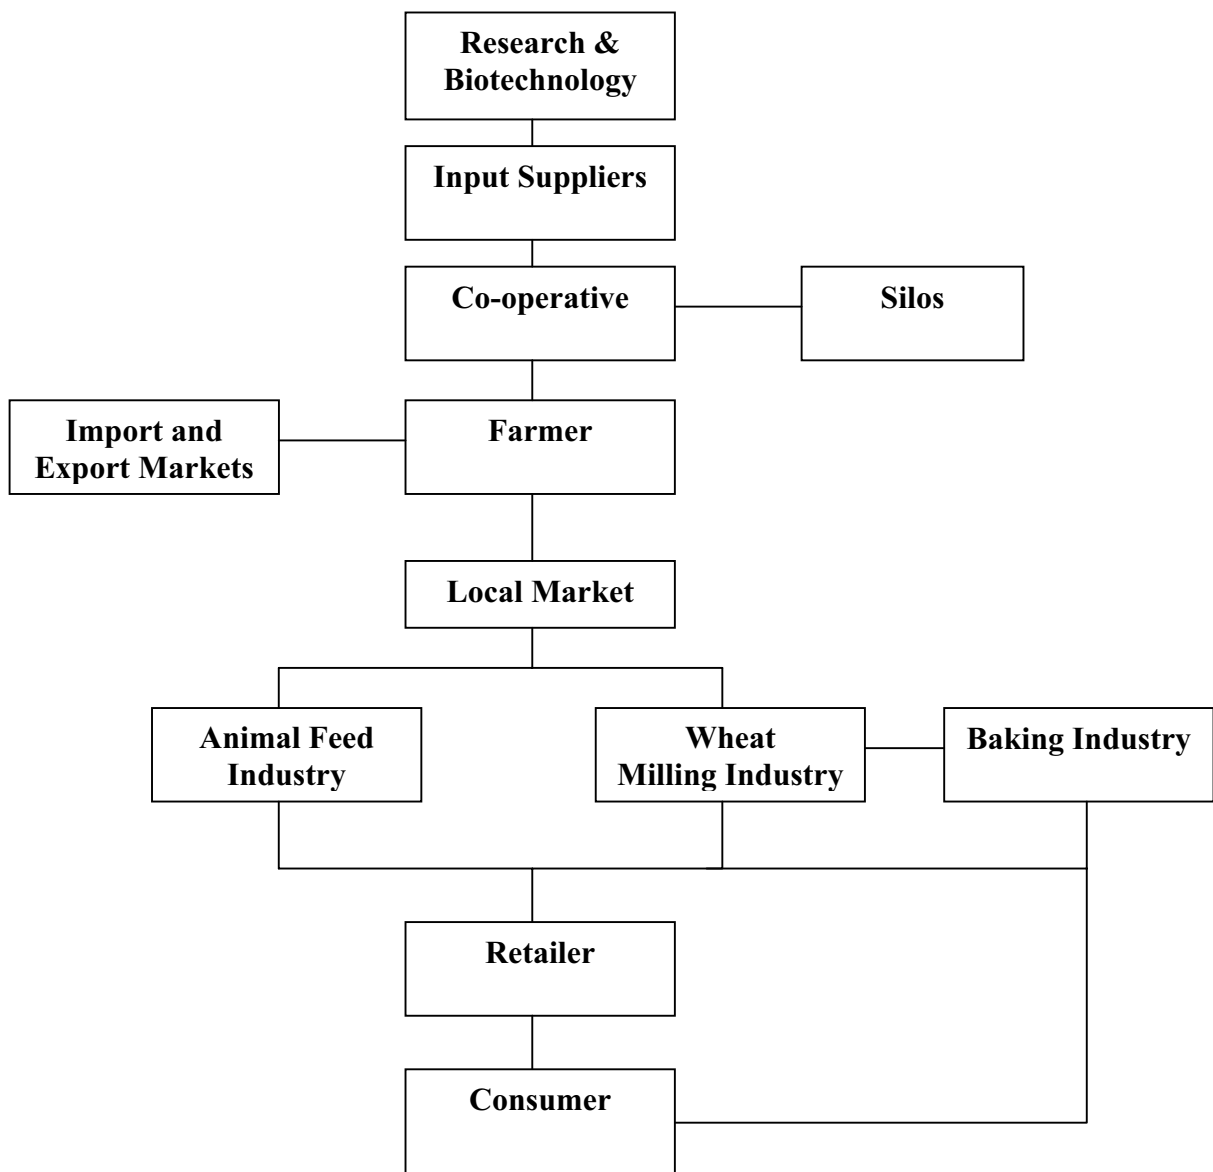 Research &
Biotechnology
Input Suppliers
Co-operative
Silos
Import and
Export Markets
Farmer
Local Market
Animal Feed
Industry
Wheat
Milling Industry
Baking Industry
Retailer
Consumer